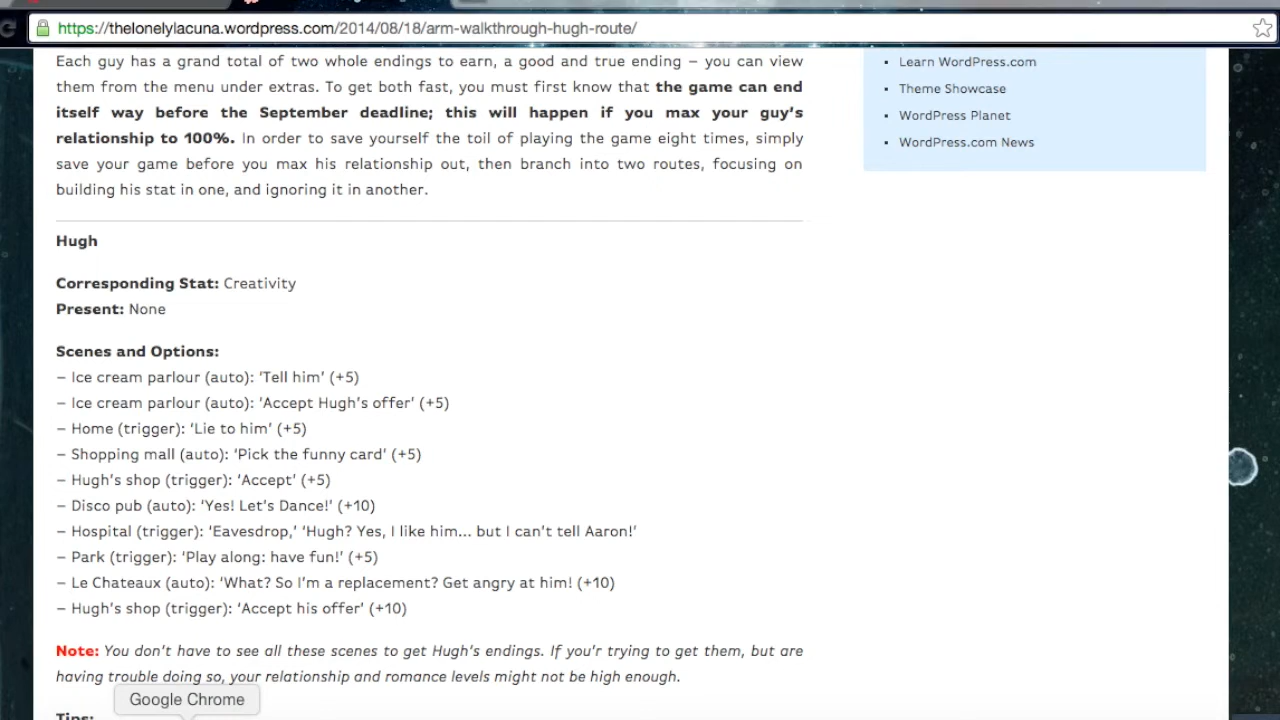 https://thelonelylacuna.wordpress.com/2014/08/18/arm-walkthrough-hugh-route/
Each guy has a grand total of two whole endings to earn, a good and true ending – you can view
them from the menu under extras. To get both fast, you must first know that the game can end
itself way before the September deadline; this will happen if you max your guy's
relationship to 100%. In order to save yourself the toil of playing the game eight times, simply
save your game before you max his relationship out, then branch into two routes, focusing on
building his stat in one, and ignoring it in another.
Hugh
Corresponding Stat: Creativity
Present: None
Scenes and Options:
– Ice cream parlour (auto): 'Tell him' (+5)
– Ice cream parlour (auto): 'Accept Hugh's offer' (+5)
– Home (trigger): 'Lie to him' (+5)
– Shopping mall (auto): 'Pick the funny card' (+5)
– Hugh's shop (trigger): 'Accept' (+5)
– Disco pub (auto): 'Yes! Let's Dance!' (+10)
– Hospital (trigger): 'Eavesdrop,' 'Hugh? Yes, I like him... but I can't tell Aaron!'
– Park (trigger): 'Play along: have fun!' (+5)
– Le Chateaux (auto): 'What? So I'm a replacement? Get angry at him! (+10)
– Hugh's shop (trigger): 'Accept his offer' (+10)
Note: You don't have to see all these scenes to get Hugh's endings. If you'r trying to get them, but are
having trouble doing so, your relationship and romance levels might not be high enough.
Tips:
Google Chrome
Learn WordPress.com
Theme Showcase
WordPress Planet
WordPress.com News